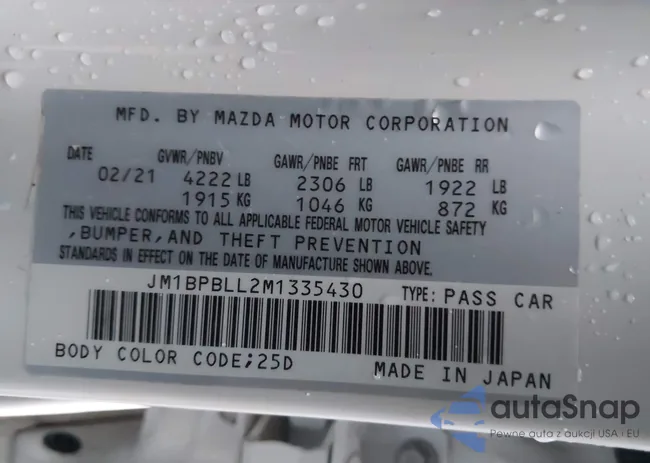 MFD. BY MAZDA MOTOR CORPORATION
DATE GVWR/PNBV GAWR/PNBE FRT GAWR/PNBE RR
02/21 4222 LB 2306 LB 1922 LB
1915 KG 1046 KG 872 KG
THIS VEHICLE CONFORMS TO ALL APPLICABLE FEDERAL MOTOR VEHICLE SAFETY
,BUMPER,AND THEFT PREVENTION
STANDARDS IN EFFECT ON THE DATE OF MANUFACTURE SHOWN ABOVE.
JM1BPBLL2M1335430 TYPE: PASS CAR
BODY COLOR CODE;25D MADE IN JAPAN
autaSnap
Pewne auta z aukcji USA i EU